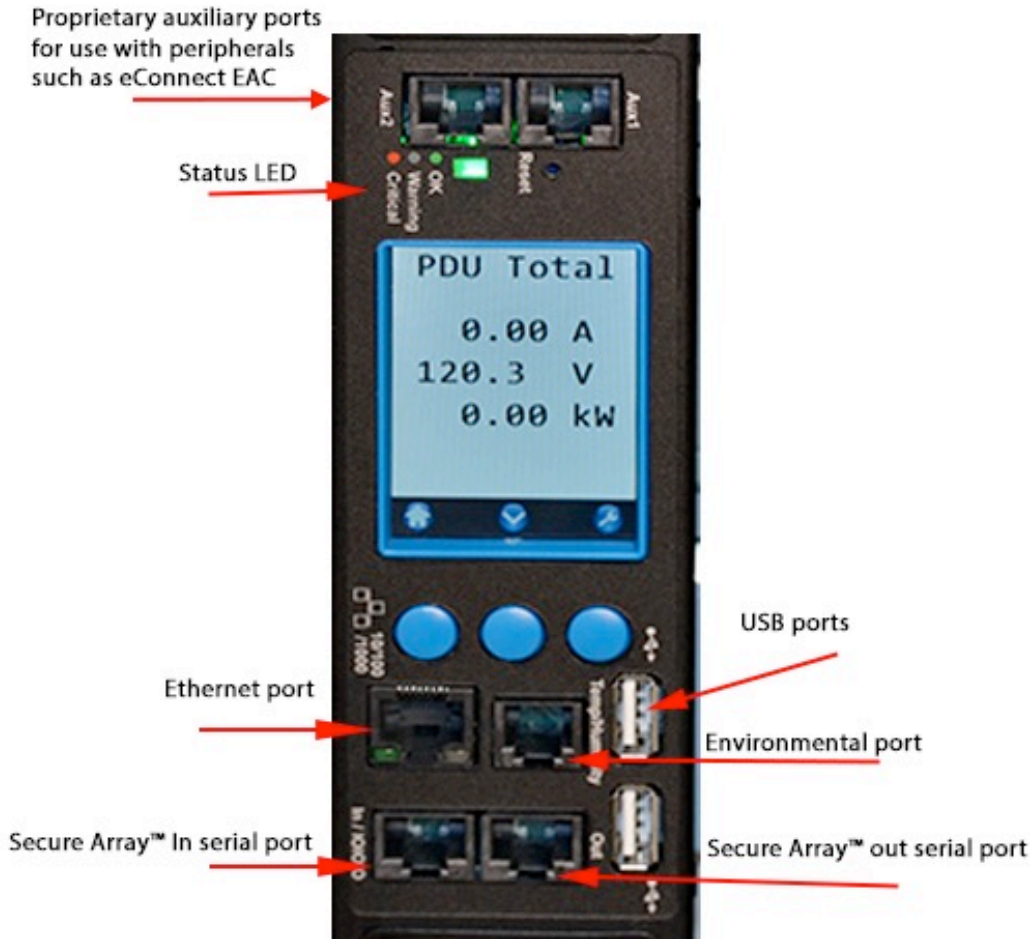 Proprietary auxiliary ports
for use with peripherals
such as eConnect EAC
Aux2
Aux1
Status LED
OK
Warning
Critical
Reset
PDU Total
0.00 A
120.3 V
0.00 kW
10/100
/1000
USB ports
Ethernet port
Environmental port
Secure Array™ In serial port
Out
Secure Array™ out serial port